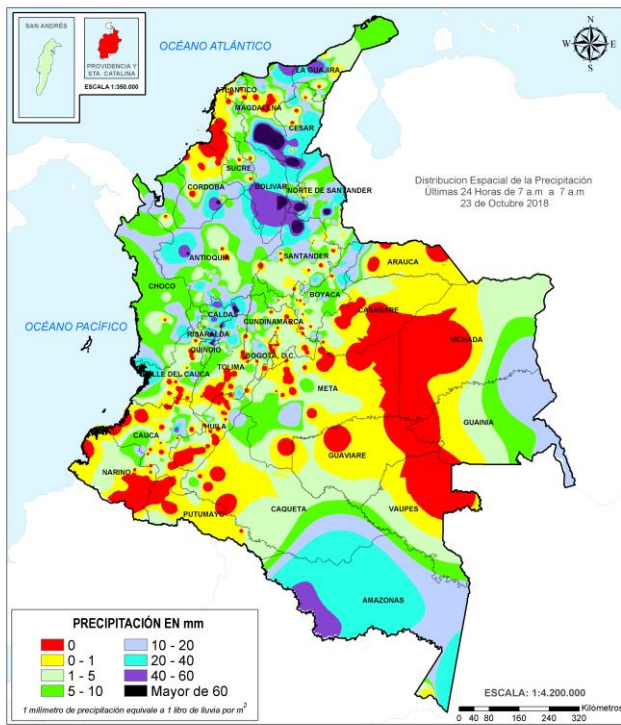 SAN ANDRÉS
PROVIDENCIA Y
STA. CATALINA
ESCALA 1:350.000
OCÉANO ATLÁNTICO
N
W
E
S
LA GUAJIRA
ATLANTICO
MAGDALENA
CESAR
SUCRE
CORDOBA
BOLIVAR
NORTE DE SANTANDER
Distribucion Espacial de la Precipitación
Últimas 24 Horas de 7 a.m a 7 a.m
23 de Octubre 2018
ANTIOQUIA
SANTANDER
ARAUCA
CHOCO
BOYACA
CASANARE
OCÉANO PACÍFICO
CALDAS
CUNDINAMARCA
VICHADA
RISARALDA
QUINDIO
BOGOTA, D.C.
VALLE DEL CAUCA
TOLIMA
META
GUAINIA
CAUCA
HUILA
GUAVIARE
NARIÑO
PUTUMAYO
CAQUETA
VAUPES
AMAZONAS
PRECIPITACIÓN EN mm
0
10 - 20
0 - 1
20 - 40
1 - 5
40 - 60
5 - 10
Mayor de 60
1 milimetro de precipitación equivale a 1 litro de lluvia por m²
ESCALA: 1:4.200.000
Kilómetros
0 40 80 160 240 320